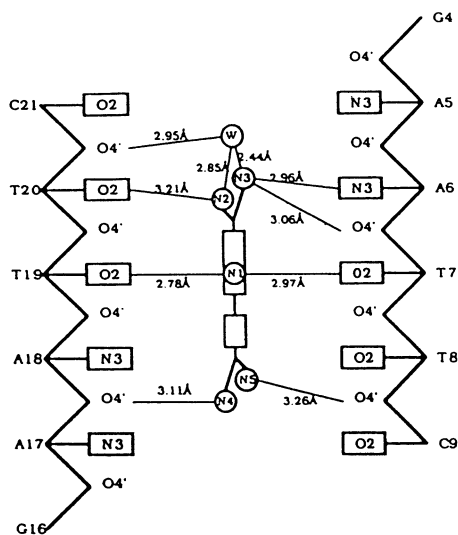 G4
O4'
C21 O2 N3 A5
W
2.95Å
O4' O4'
2.85Å 2.44Å
N3 2.96Å
T20 O2 3.21Å N2 N3 A6
3.06Å
O4' O4'
T19 O2 N1 O2 T7
2.78Å 2.97Å
O4' O4'
A18 N3 O2 T8
N5
3.11Å
O4' N4 3.26Å O4'
A17 N3 O2 C9
O4'
G16